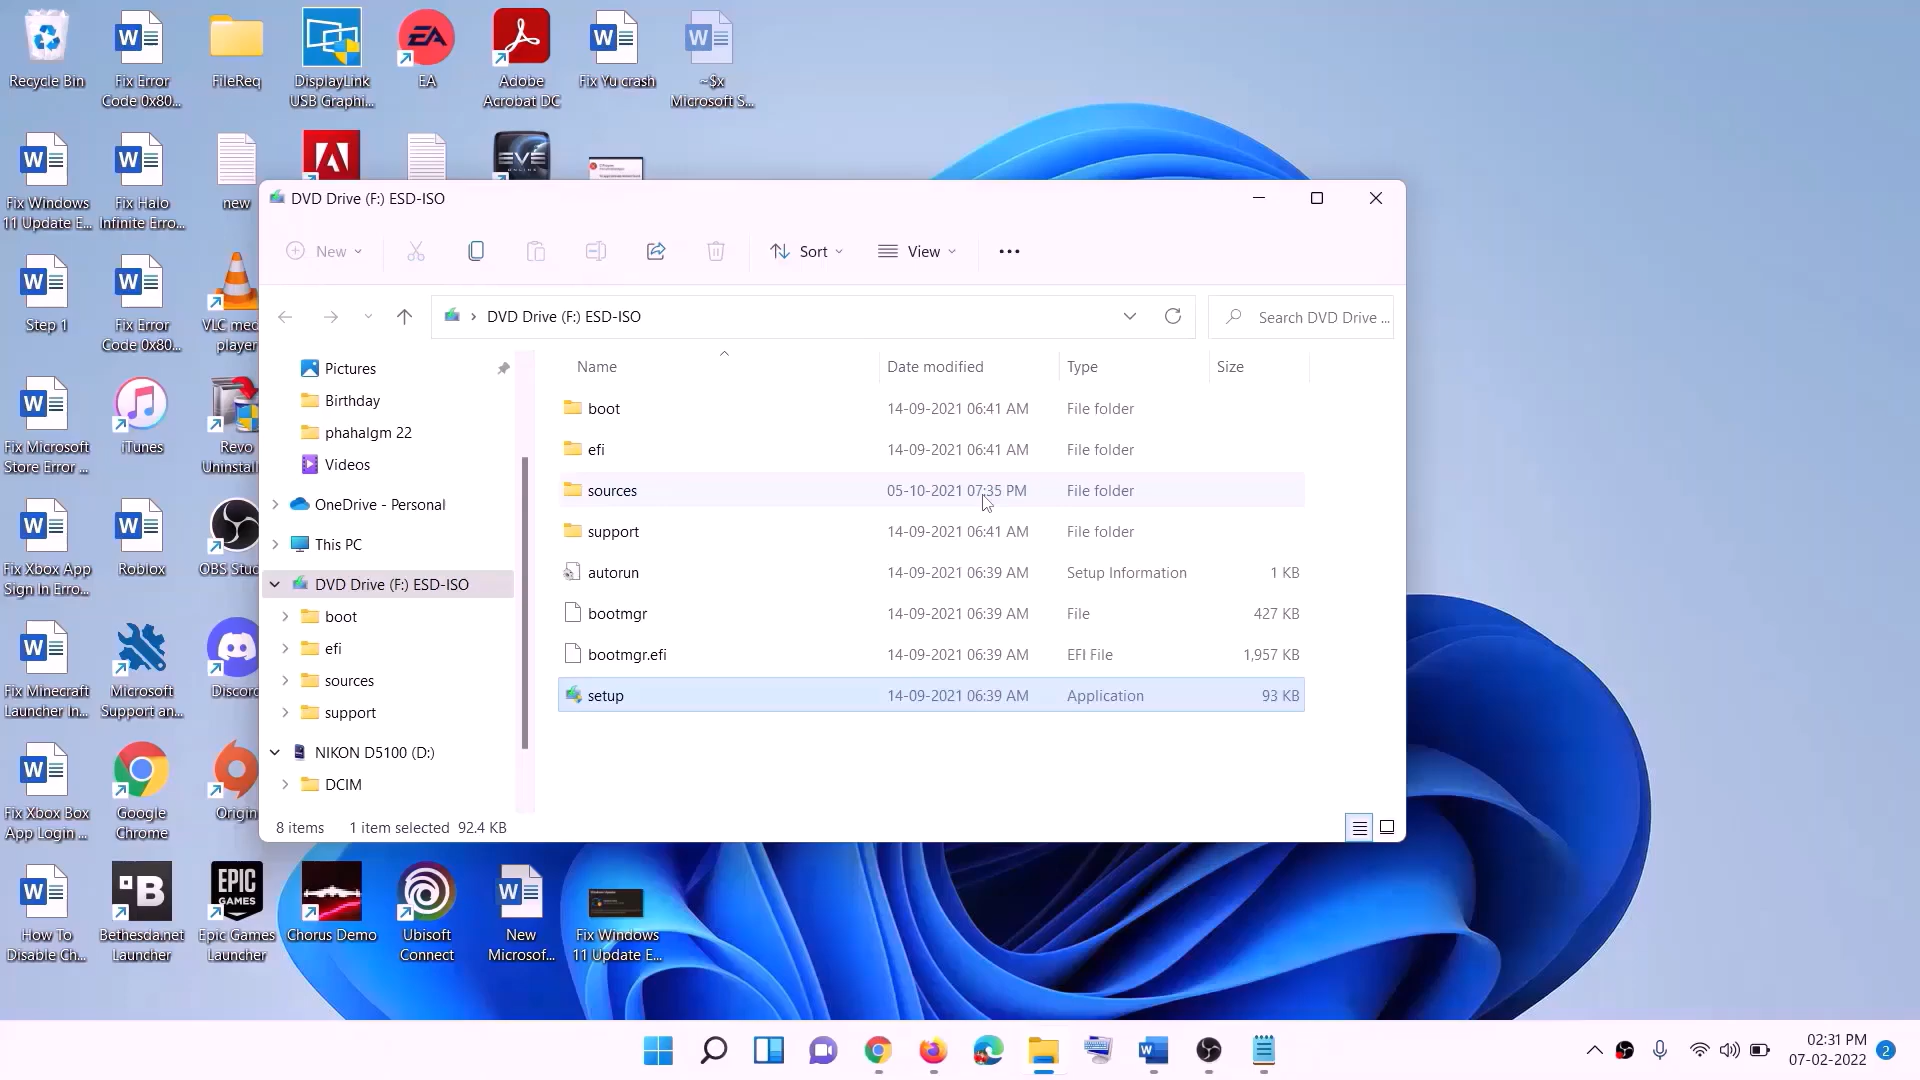 Recycle Bin
Fix Error
Code 0x80...
FileReq
DisplayLink
USB Graphi...
EA
Adobe
Acrobat DC
Fix Yu crash
~$x
Microsoft S...
Fix Windows
11 Update E...
Fix Halo
Infinite Erro...
new
EVE
ONLINE
Step 1
Fix Error
Code 0x80...
VLC med
player
Fix Microsoft
Store Error ...
iTunes
Revo
Uninstall
Fix Xbox App
Sign In Erro...
Roblox
OBS Stud
Fix Minecraft
Launcher In...
Microsoft
Support an...
Discord
Fix Xbox Box
App Login ...
Google
Chrome
Origin
How To
Disable Ch...
Bethesda.net
Launcher
EPIC
GAMES
Epic Games
Launcher
Chorus Demo
Ubisoft
Connect
New
Microsof...
Fix Windows
11 Update E...
DVD Drive (F:) ESD-ISO
New
Sort
View
DVD Drive (F:) ESD-ISO
Search DVD Drive ...
Pictures
Birthday
phahalgm 22
Videos
OneDrive - Personal
This PC
DVD Drive (F:) ESD-ISO
boot
efi
sources
support
NIKON D5100 (D:)
DCIM
Name Date modified Type Size
boot 14-09-2021 06:41 AM File folder
efi 14-09-2021 06:41 AM File folder
sources 05-10-2021 07:35 PM File folder
support 14-09-2021 06:41 AM File folder
autorun 14-09-2021 06:39 AM Setup Information 1 KB
bootmgr 14-09-2021 06:39 AM File 427 KB
bootmgr.efi 14-09-2021 06:39 AM EFI File 1,957 KB
setup 14-09-2021 06:39 AM Application 93 KB
8 items 1 item selected 92.4 KB
02:31 PM
07-02-2022
2